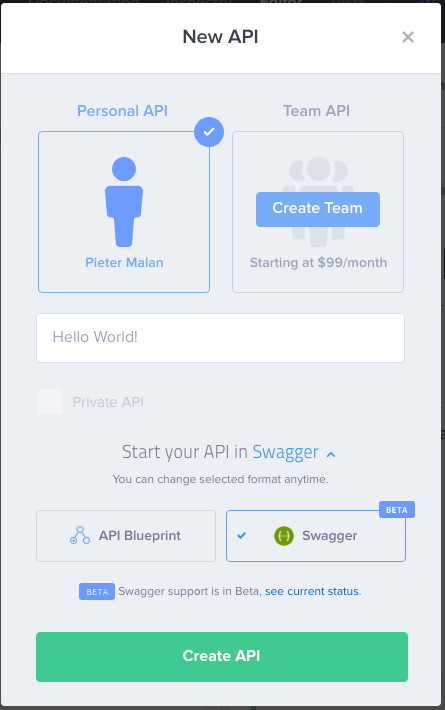 New API
Personal API
Team API
Create Team
Pieter Malan
Starting at $99/month
Hello World!
Private API
Start your API in Swagger
You can change selected format anytime.
BETA
API Blueprint
Swagger
BETA Swagger support is in Beta, see current status.
Create API